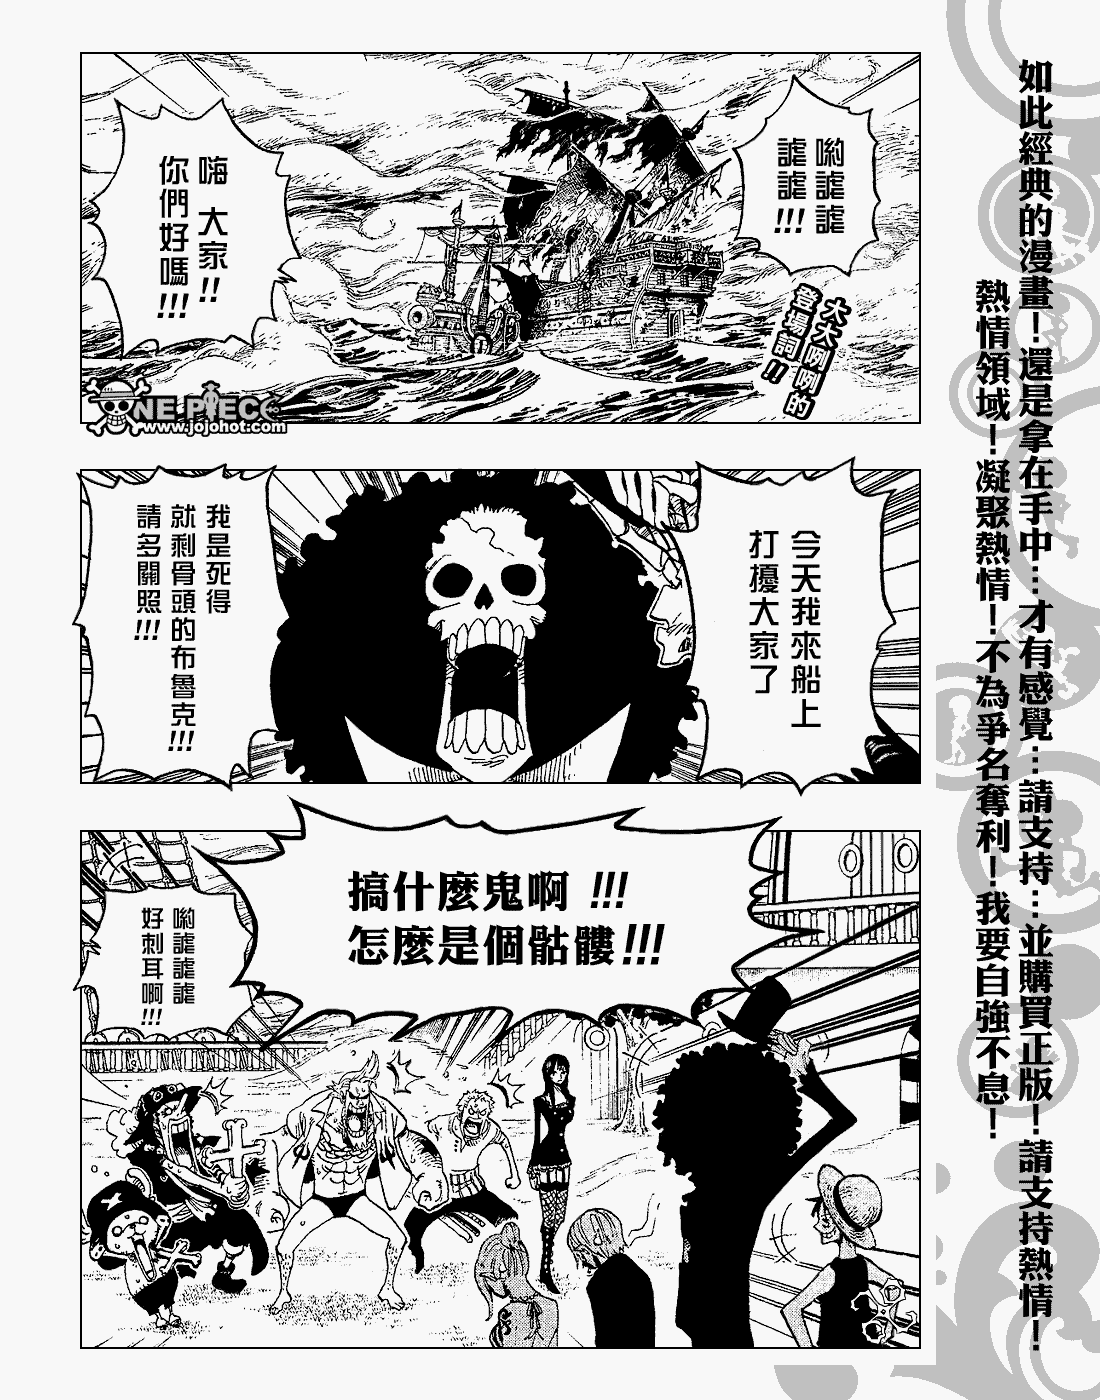 如此經典的漫畫！還是拿在手中…才有感覺…請支持…並購買正版！請支持熱情！
熱情領域！凝聚熱情！不為爭名奪利！我要自強不息！
喲謔謔
謔謔!!!
大大咧咧的
登場詞!!
嗨 大家!!
你們好嗎!!!
ONE PIECE
www.jojohot.com
今天我來船上
打擾大家了
我是死得
就剩骨頭的布魯克!!!
請多關照!!!
搞什麼鬼啊 !!!
怎麼是個骷髏!!!
喲謔謔謔
好刺耳啊!!!